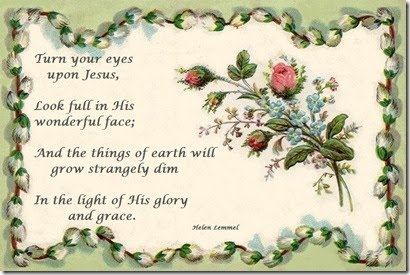 Turn your eyes
upon Jesus,
Look full in His
wonderful face;
And the things of earth will
grow strangely dim
In the light of His glory
and grace.
Helen Lemmel